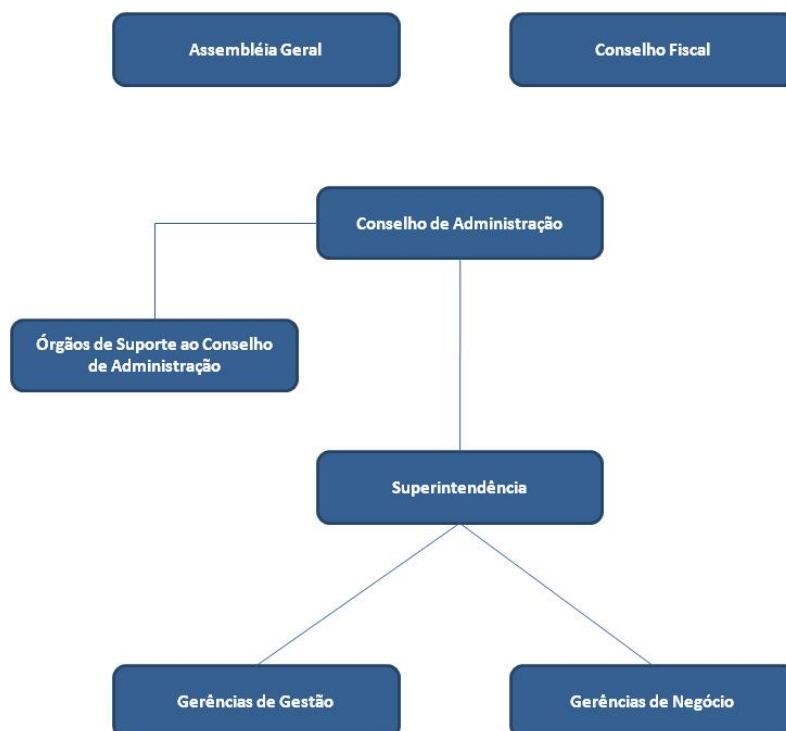 Assembléia Geral
Conselho Fiscal
Conselho de Administração
Órgãos de Suporte ao Conselho
de Administração
Superintendência
Gerências de Gestão
Gerências de Negócio